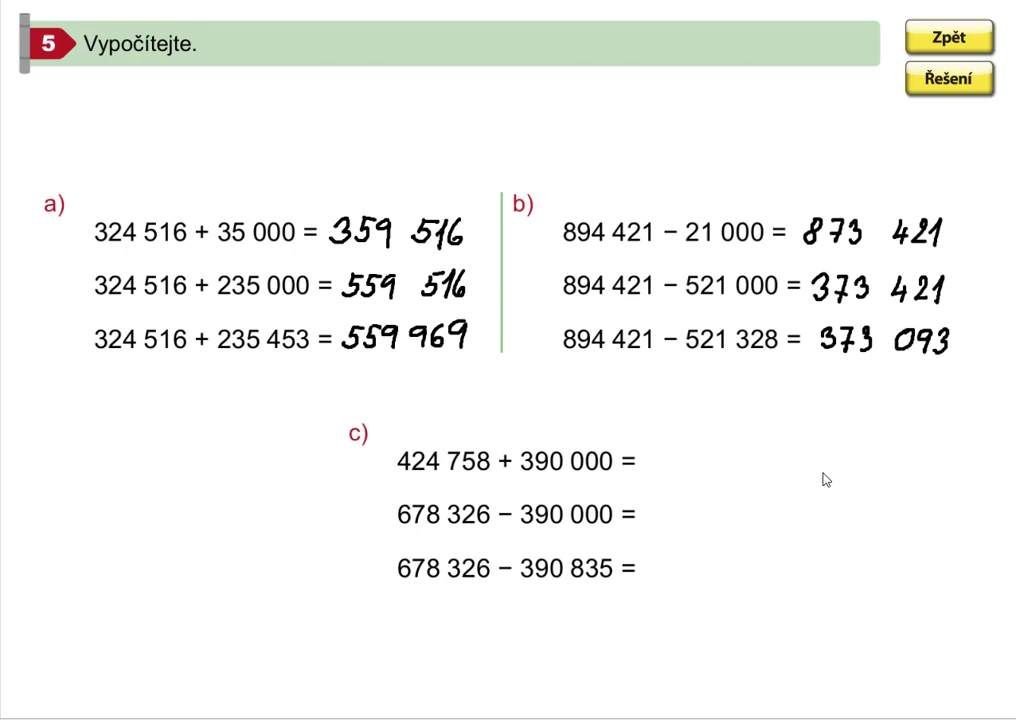 5 Vypočítejte.
Zpět
Řešení
a)
324 516 + 35 000 = 359 516
324 516 + 235 000 = 559 516
324 516 + 235 453 = 559 969
b)
894 421 − 21 000 = 873 421
894 421 − 521 000 = 373 421
894 421 − 521 328 = 373 093
c)
424 758 + 390 000 =
678 326 − 390 000 =
678 326 − 390 835 =